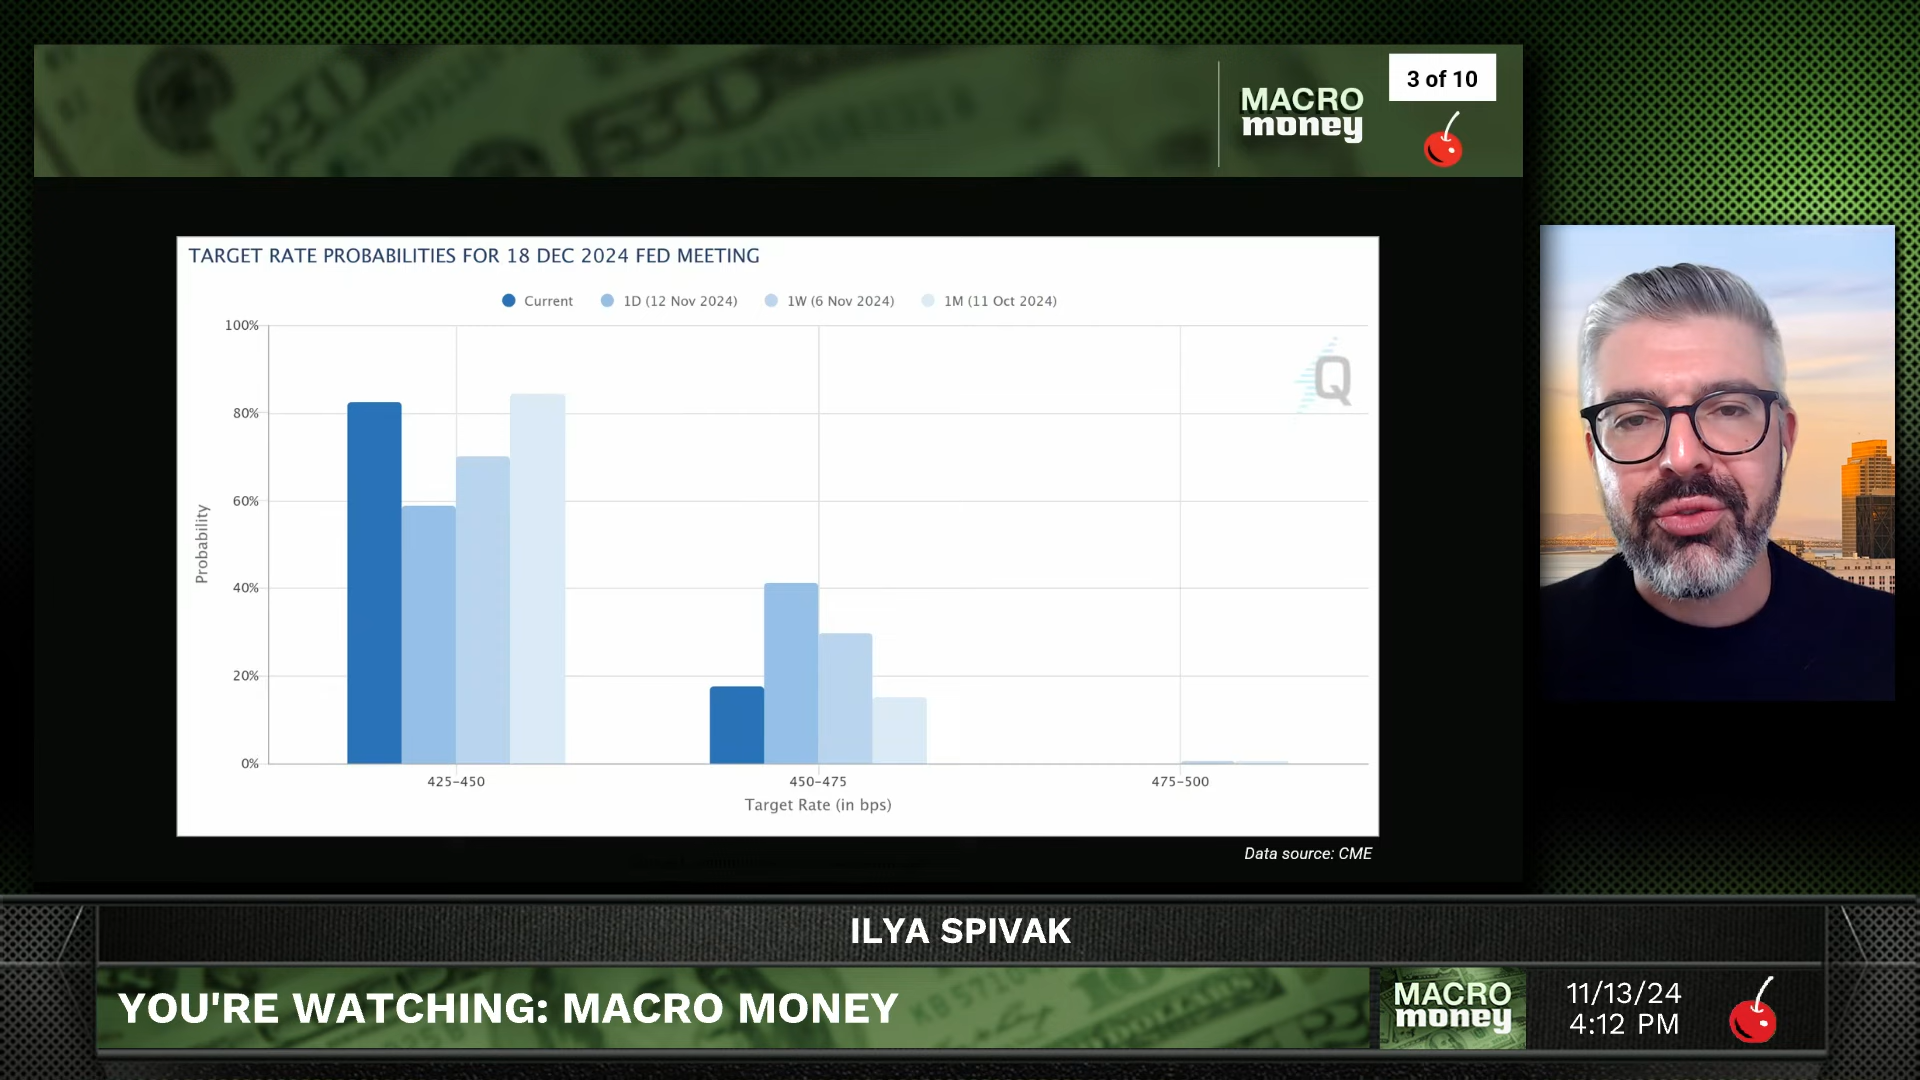 MACRO
money
3 of 10
TARGET RATE PROBABILITIES FOR 18 DEC 2024 FED MEETING
Current 1D (12 Nov 2024) 1W (6 Nov 2024) 1M (11 Oct 2024)
Q
100%
80%
60%
40%
20%
0%
Probability
425-450 450-475 475-500
Target Rate (in bps)
Data source: CME
ILYA SPIVAK
YOU'RE WATCHING: MACRO MONEY
MACRO
money
11/13/24
4:12 PM